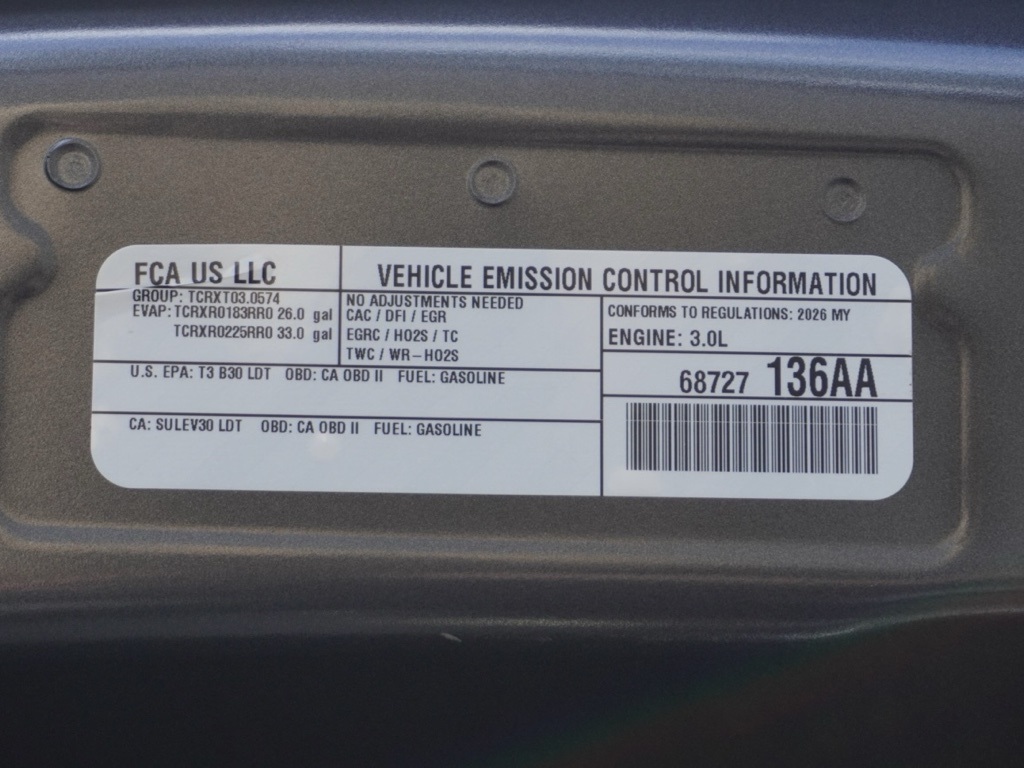 FCA US LLC
VEHICLE EMISSION CONTROL INFORMATION
GROUP: TCRXT03.0574
EVAP: TCRXR0183RR0 26.0 gal
TCRXR0225RR0 33.0 gal
NO ADJUSTMENTS NEEDED
CAC / DFI / EGR
EGRC / HO2S / TC
TWC / WR-HO2S
CONFORMS TO REGULATIONS: 2026 MY
ENGINE: 3.0L
68727 136AA
U.S. EPA: T3 B30 LDT OBD: CA OBD II FUEL: GASOLINE
CA: SULEV30 LDT OBD: CA OBD II FUEL: GASOLINE